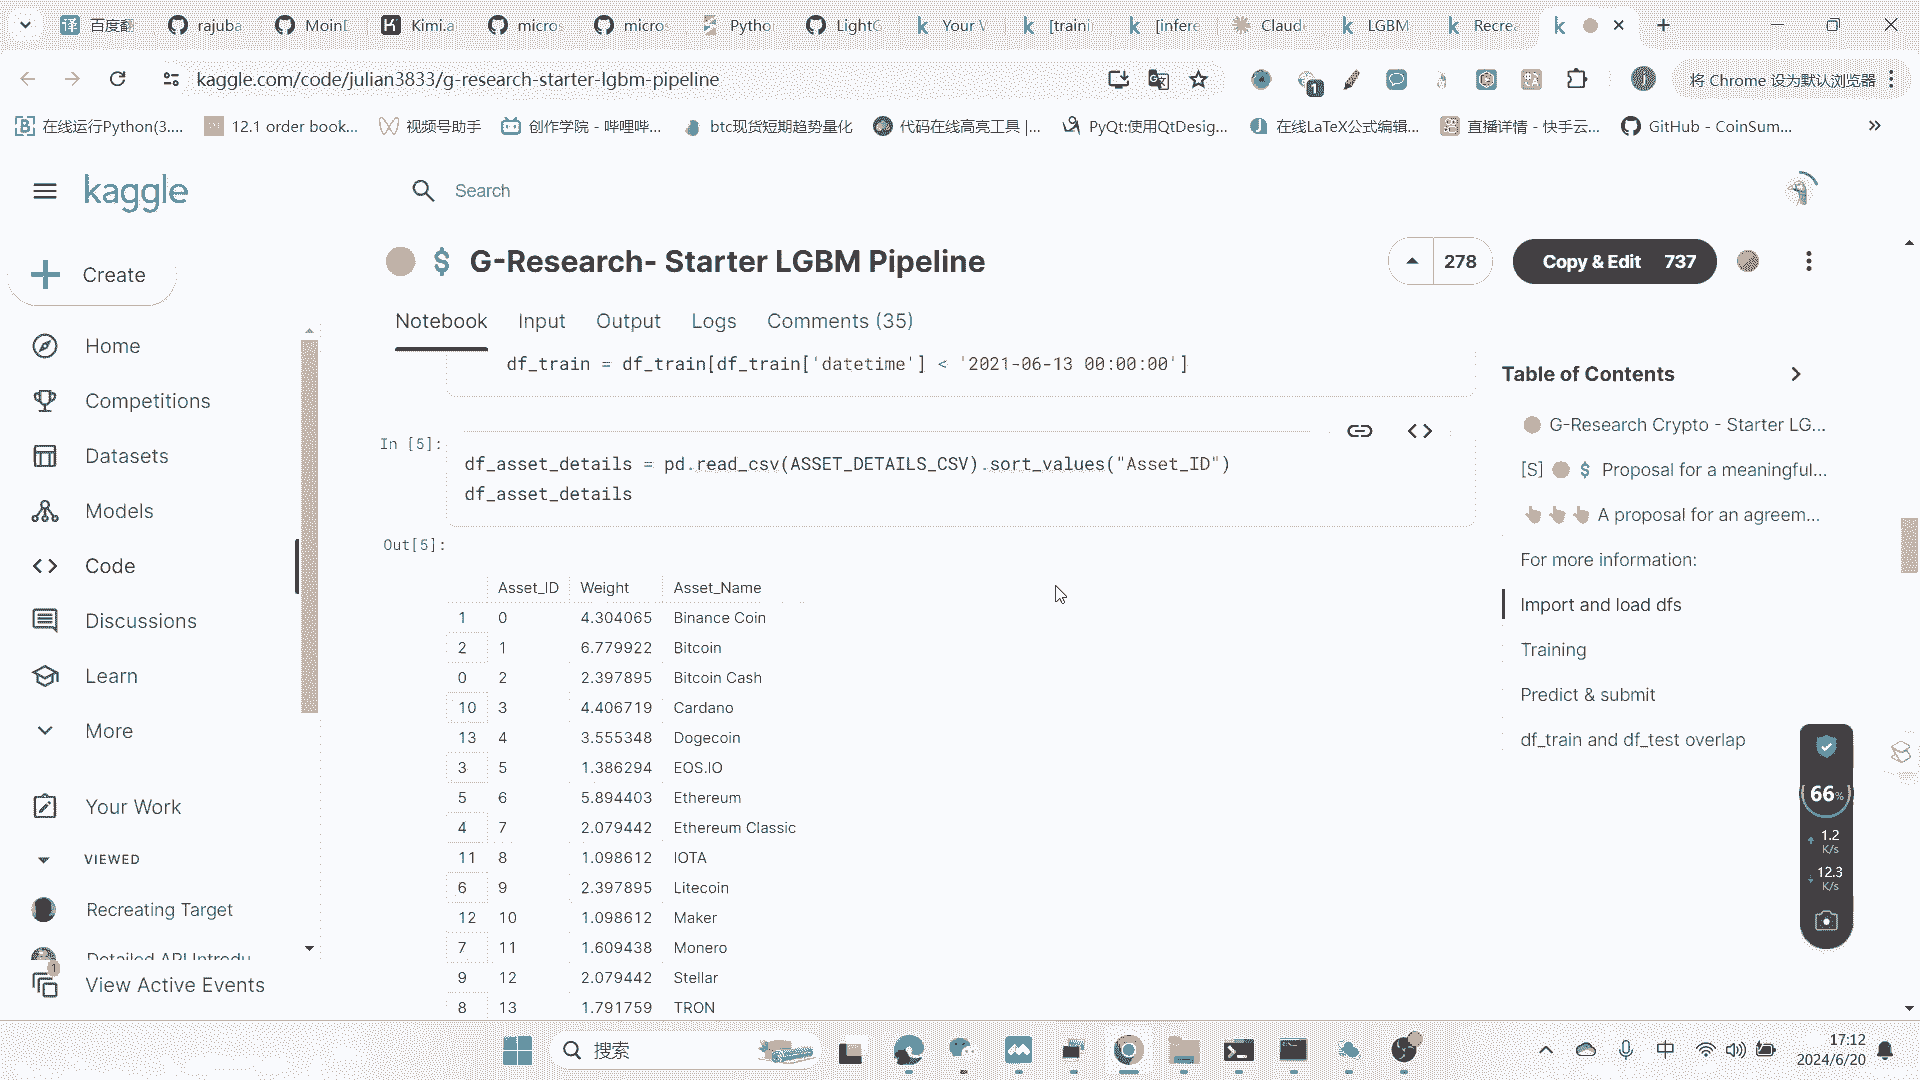 百度翻
rajuba
MoinD
Kimi.a
micros
micros
Pytho
LightG
Your V
[traini
[infere
Claude
LGBM
Recrea
kaggle.com/code/julian3833/g-research-starter-lgbm-pipeline
将 Chrome 设为默认浏览器
在线运行Python(3....
12.1 order book...
视频号助手
创作学院 - 哔哩哔...
btc现货短期趋势量化
代码在线高亮工具 |...
PyQt:使用QtDesig...
在线LaTeX公式编辑...
直播详情 - 快手云...
GitHub - CoinSum...
kaggle
Search
Create
G-Research- Starter LGBM Pipeline
278
Copy & Edit 737
Notebook Input Output Logs Comments (35)
Home
Competitions
Datasets
Models
Code
Discussions
Learn
More
Your Work
VIEWED
Recreating Target
Detailed API Introdu
View Active Events
df_train = df_train[df_train['datetime'] < '2021-06-13 00:00:00']
In [5]:
df_asset_details = pd.read_csv(ASSET_DETAILS_CSV).sort_values("Asset_ID")
df_asset_details
Out[5]:
Asset_ID Weight Asset_Name
1 0 4.304065 Binance Coin
2 1 6.779922 Bitcoin
0 2 2.397895 Bitcoin Cash
10 3 4.406719 Cardano
13 4 3.555348 Dogecoin
3 5 1.386294 EOS.IO
5 6 5.894403 Ethereum
4 7 2.079442 Ethereum Classic
11 8 1.098612 IOTA
6 9 2.397895 Litecoin
12 10 1.098612 Maker
7 11 1.609438 Monero
9 12 2.079442 Stellar
8 13 1.791759 TRON
Table of Contents
G-Research Crypto - Starter LG...
[S] $ Proposal for a meaningful...
A proposal for an agreem...
For more information:
Import and load dfs
Training
Predict & submit
df_train and df_test overlap
66%
1.2
K/s
12.3
K/s
搜索
中
17:12
2024/6/20